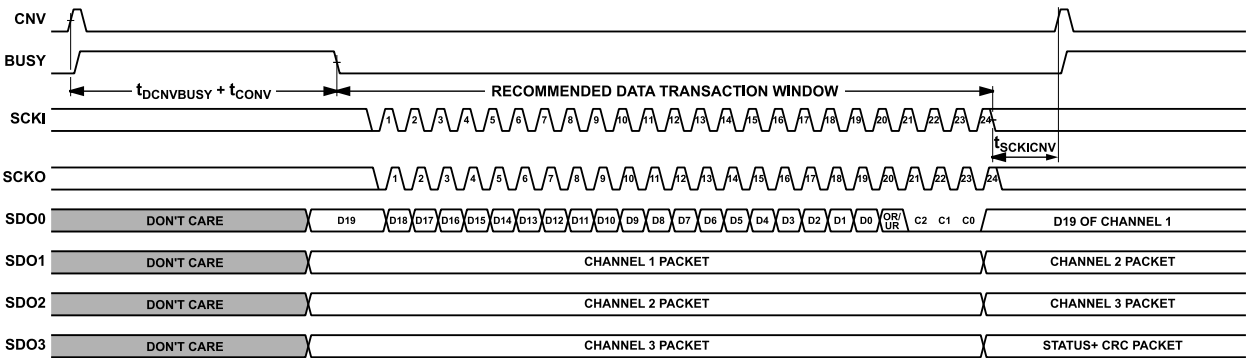 CNV
BUSY
tDCNVBUSY + tCONV
RECOMMENDED DATA TRANSACTION WINDOW
SCKI
1 2 3 4 5 6 7 8 9 10 11 12 13 14 15 16 17 18 19 20 21 22 23 24
tSCKICNV
SCKO
1 2 3 4 5 6 7 8 9 10 11 12 13 14 15 16 17 18 19 20 21 22 23 24
SDO0 DON'T CARE D19 D18 D17 D16 D15 D14 D13 D12 D11 D10 D9 D8 D7 D6 D5 D4 D3 D2 D1 D0 OR/UR C2 C1 C0 D19 OF CHANNEL 1
SDO1 DON'T CARE CHANNEL 1 PACKET CHANNEL 2 PACKET
SDO2 DON'T CARE CHANNEL 2 PACKET CHANNEL 3 PACKET
SDO3 DON'T CARE CHANNEL 3 PACKET STATUS+ CRC PACKET